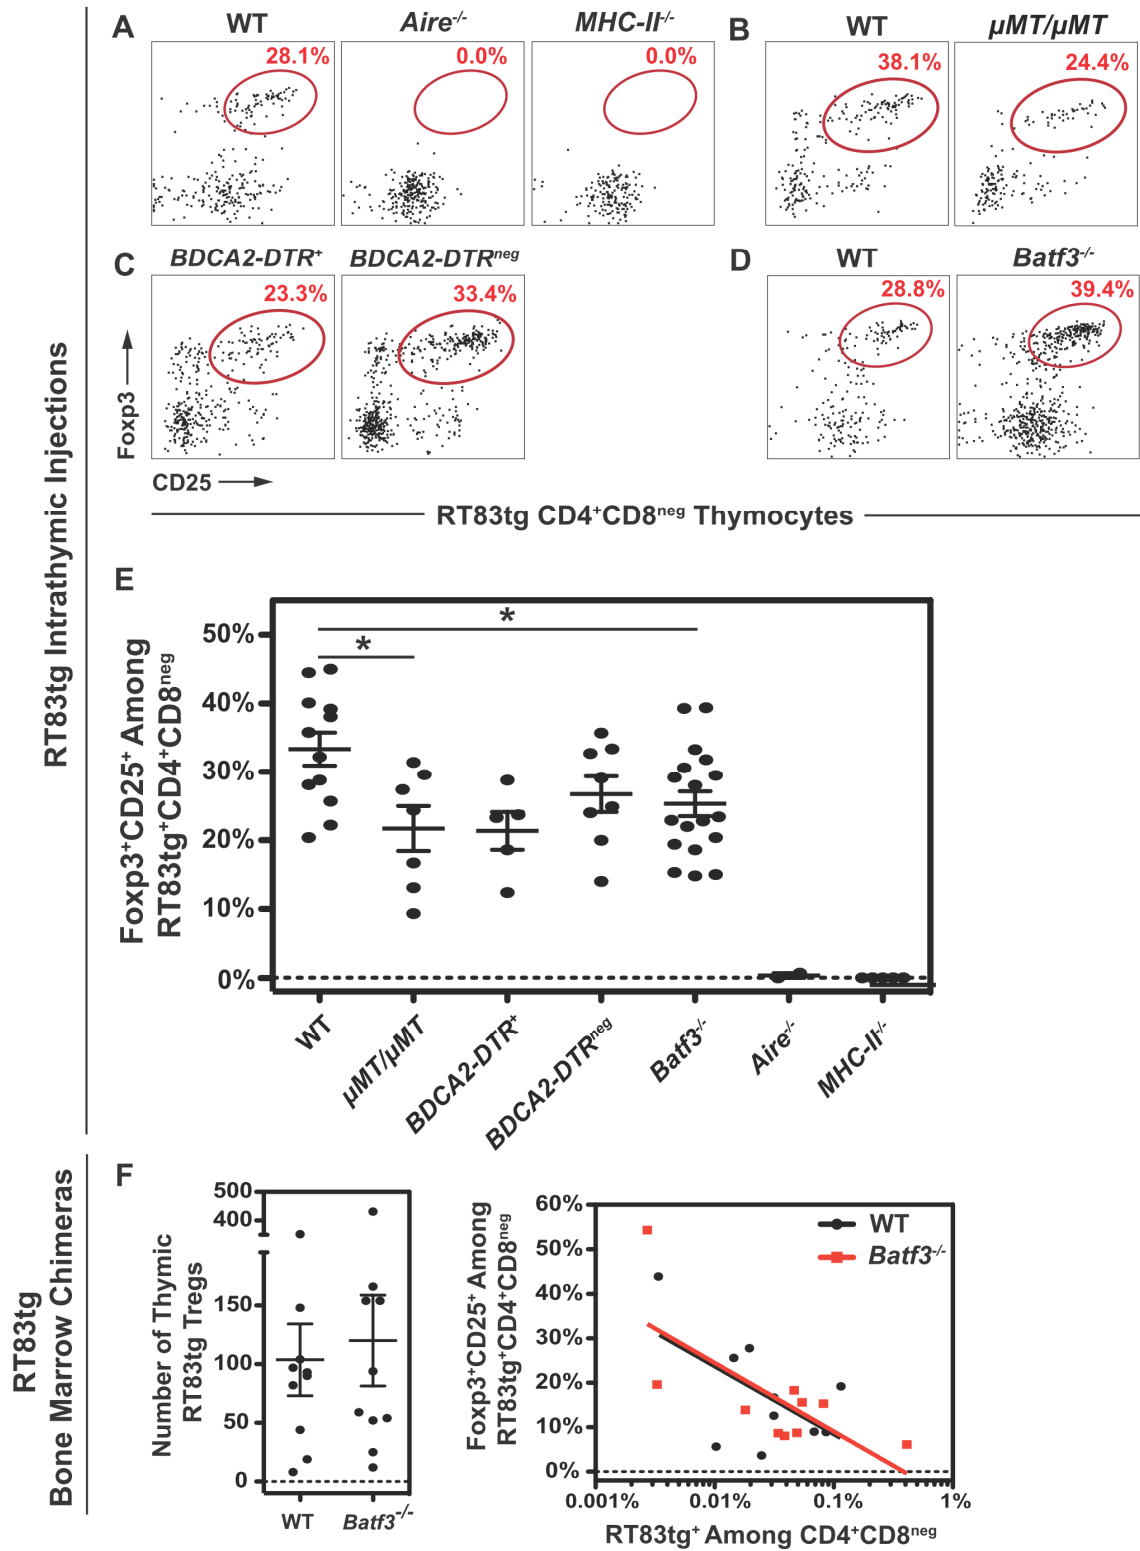 RT83tg Intrathymic Injections
A
WT
Aire-/-
MHC-II-/-
28.1%
0.0%
0.0%
B
WT
μMT/μMT
38.1%
24.4%
C
BDCA2-DTR+
BDCA2-DTRneg
23.3%
33.4%
D
WT
Batf3-/-
28.8%
39.4%
Foxp3
CD25
RT83tg CD4+CD8neg Thymocytes
E
Foxp3+CD25+ Among
RT83tg+CD4+CD8neg
50%
40%
30%
20%
10%
0%
*
*
WT
μMT/μMT
BDCA2-DTR+
BDCA2-DTRneg
Batf3-/-
Aire-/-
MHC-II-/-
RT83tg
Bone Marrow Chimeras
F
Number of Thymic
RT83tg Tregs
500
400
150
100
50
0
WT
Batf3-/-
Foxp3+CD25+ Among
RT83tg+CD4+CD8neg
60%
50%
40%
30%
20%
10%
0%
WT
Batf3-/-
0.001%
0.01%
0.1%
1%
RT83tg+ Among CD4+CD8neg